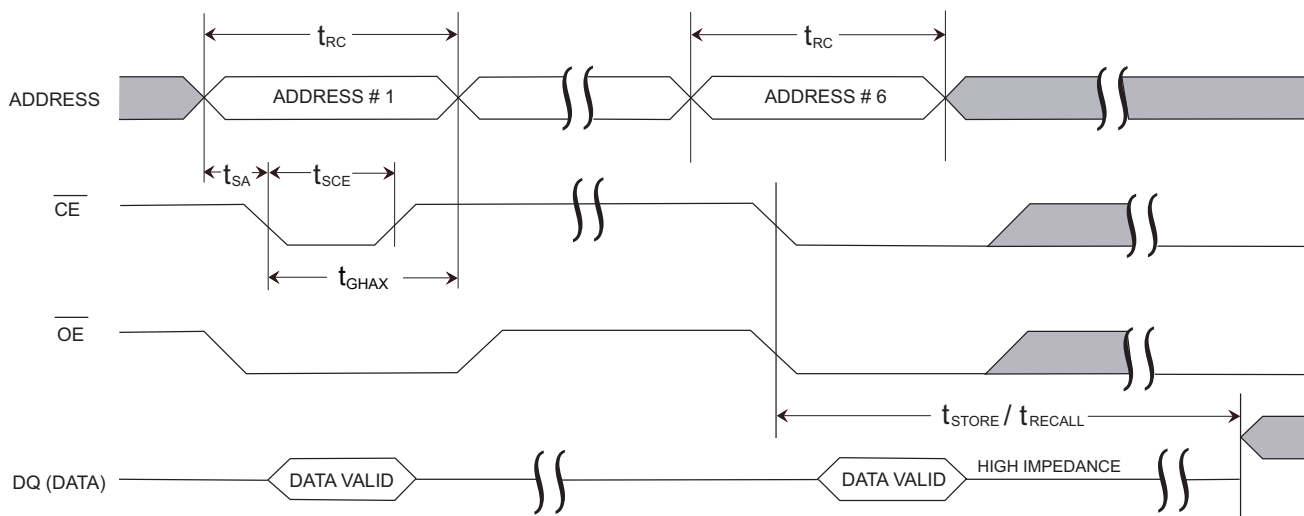 tRC
tRC
ADDRESS
ADDRESS # 1
ADDRESS # 6
tSA
tSCE
CE
tGHAX
OE
tSTORE / tRECALL
DQ (DATA)
DATA VALID
DATA VALID
HIGH IMPEDANCE